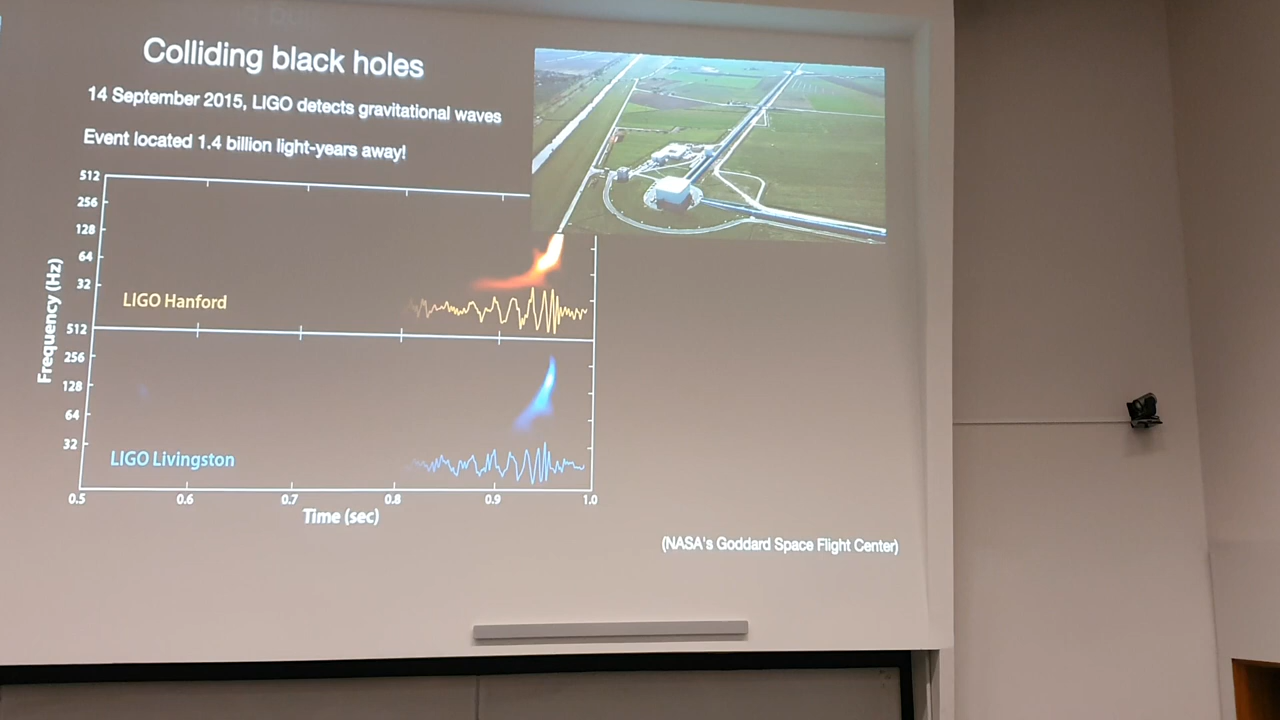 Colliding black holes
14 September 2015, LIGO detects gravitational waves
Event located 1.4 billion light-years away!
512
256
128
64
32
LIGO Hanford
Frequency (Hz)
512
256
128
64
32
LIGO Livingston
0.5 0.6 0.7 0.8 0.9 1.0
Time (sec)
(NASA's Goddard Space Flight Center)